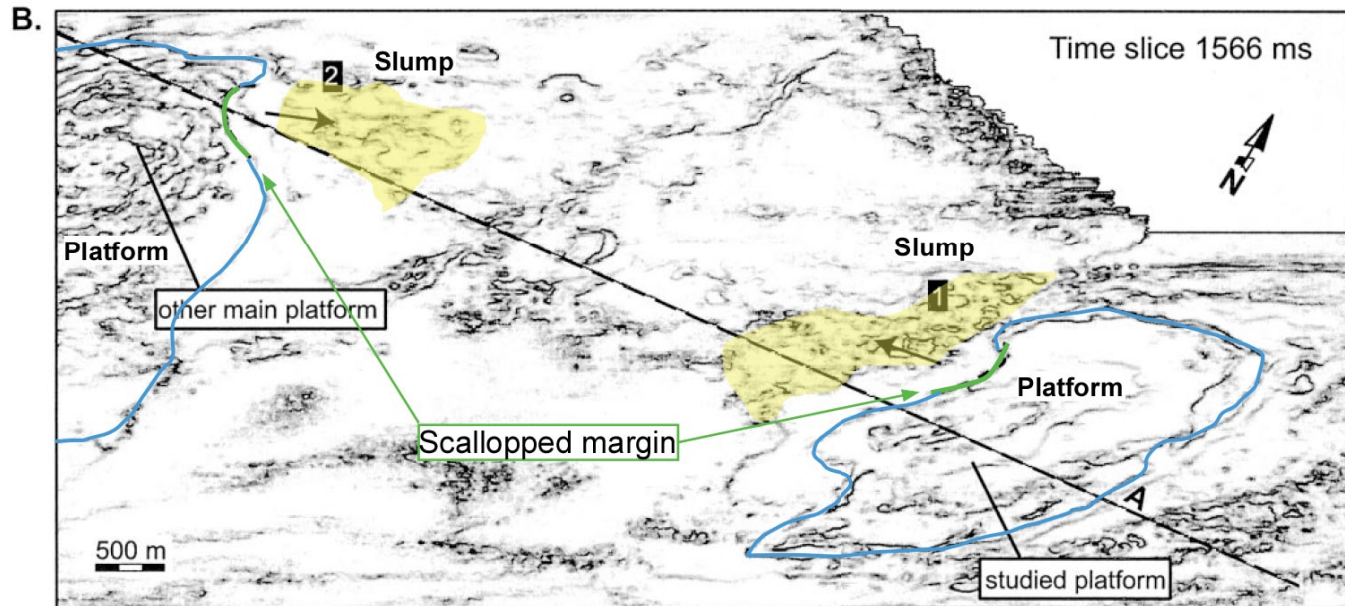 B.
Time slice 1566 ms
Slump
2
N
Platform
other main platform
Slump
1
Platform
Scallopped margin
A
500 m
studied platform